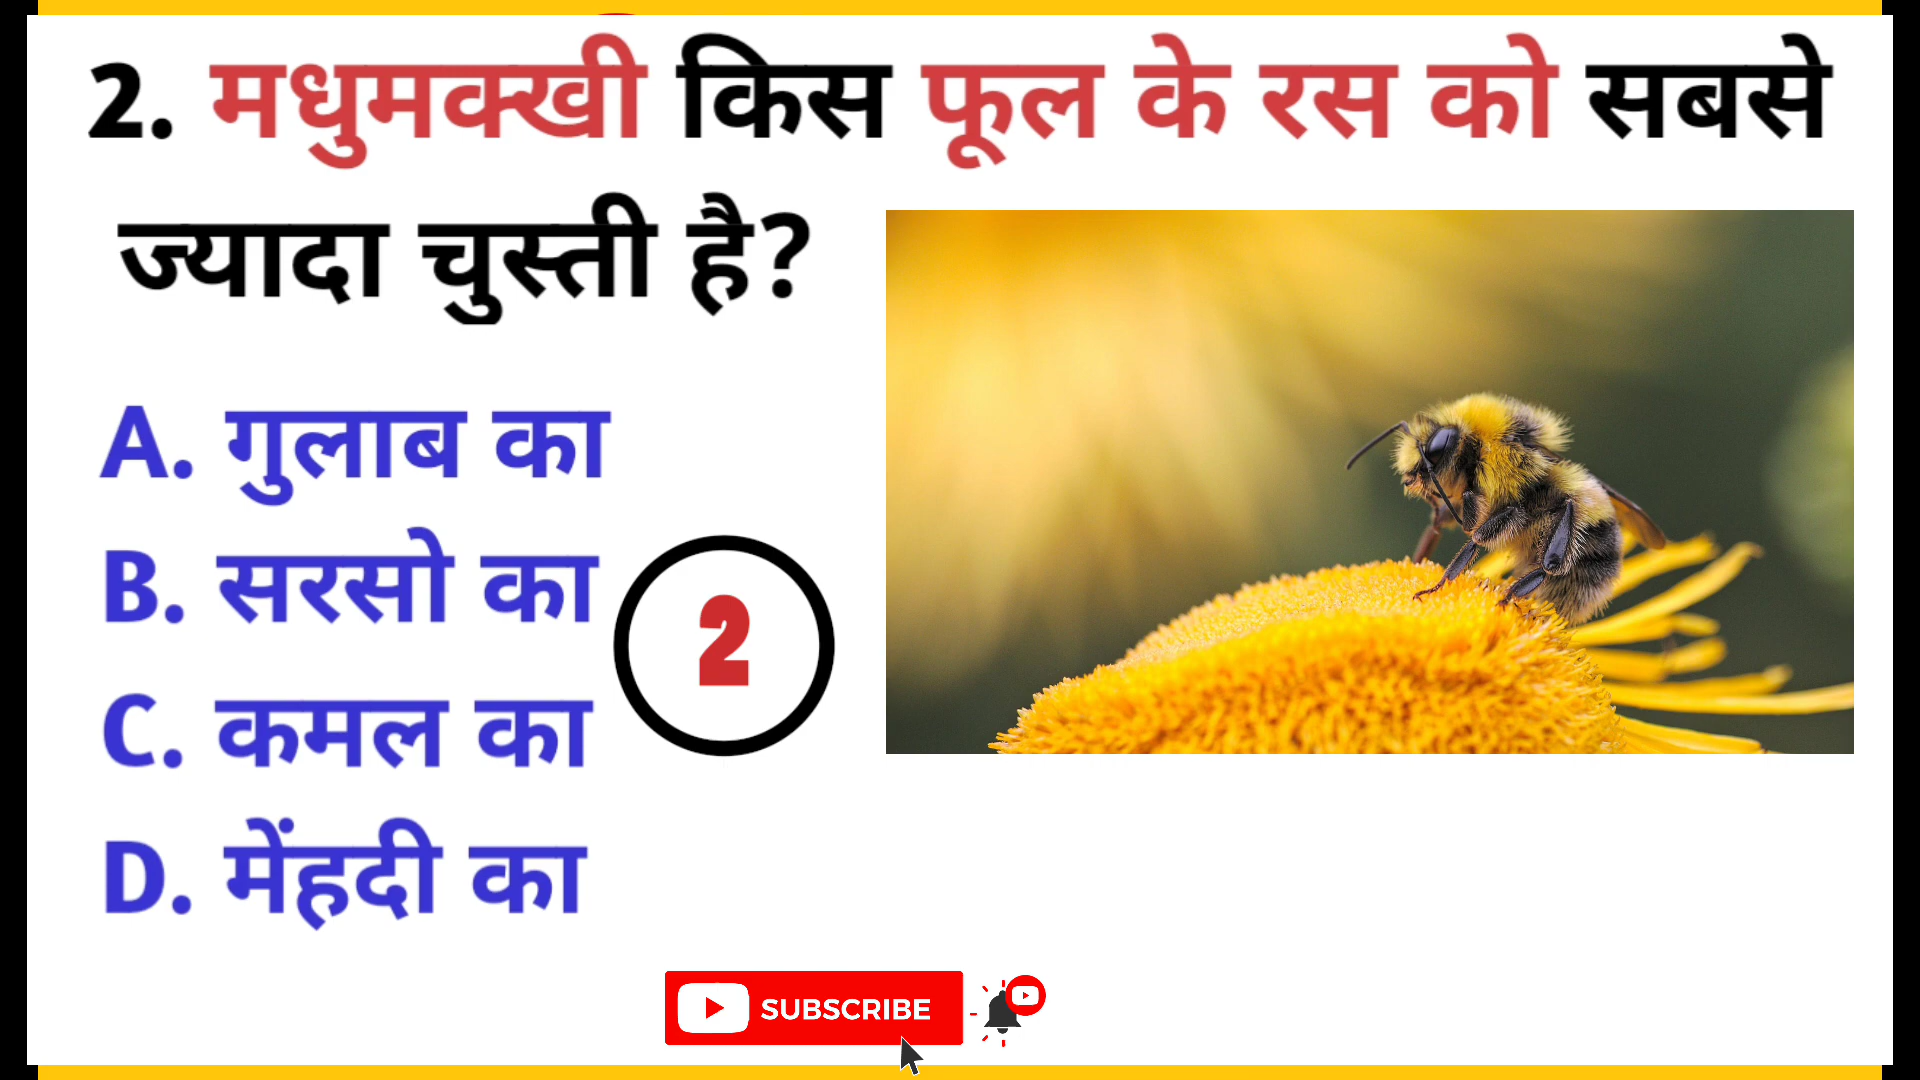 2. मधुमक्खी किस फूल के रस को सबसे
ज्यादा चुस्ती है?
A. गुलाब का
B. सरसो का
2
C. कमल का
D. मेंहदी का
SUBSCRIBE